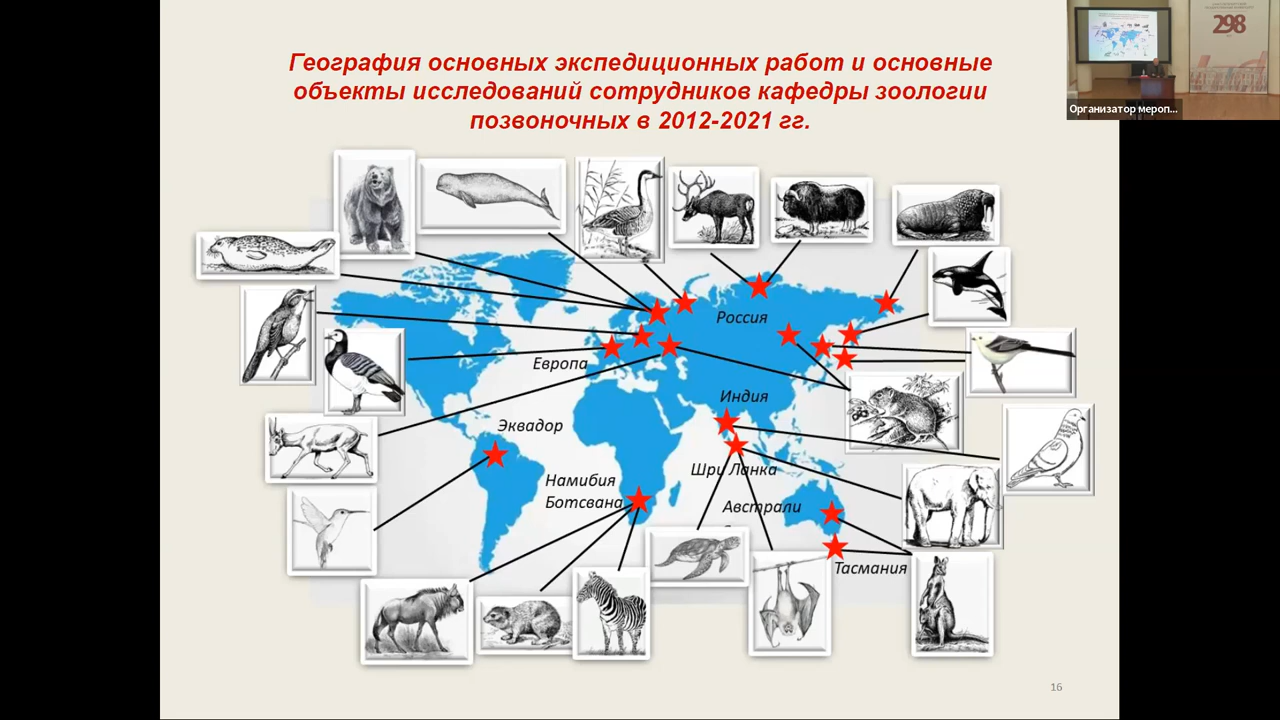 География основных экспедиционных работ и основные
объекты исследований сотрудников кафедры зоологии
позвоночных в 2012-2021 гг.
298
Организатор мероп...
Россия
Европа
Индия
Эквадор
Шри Ланка
Намибия
Ботсвана
Австрали
Тасмания
16